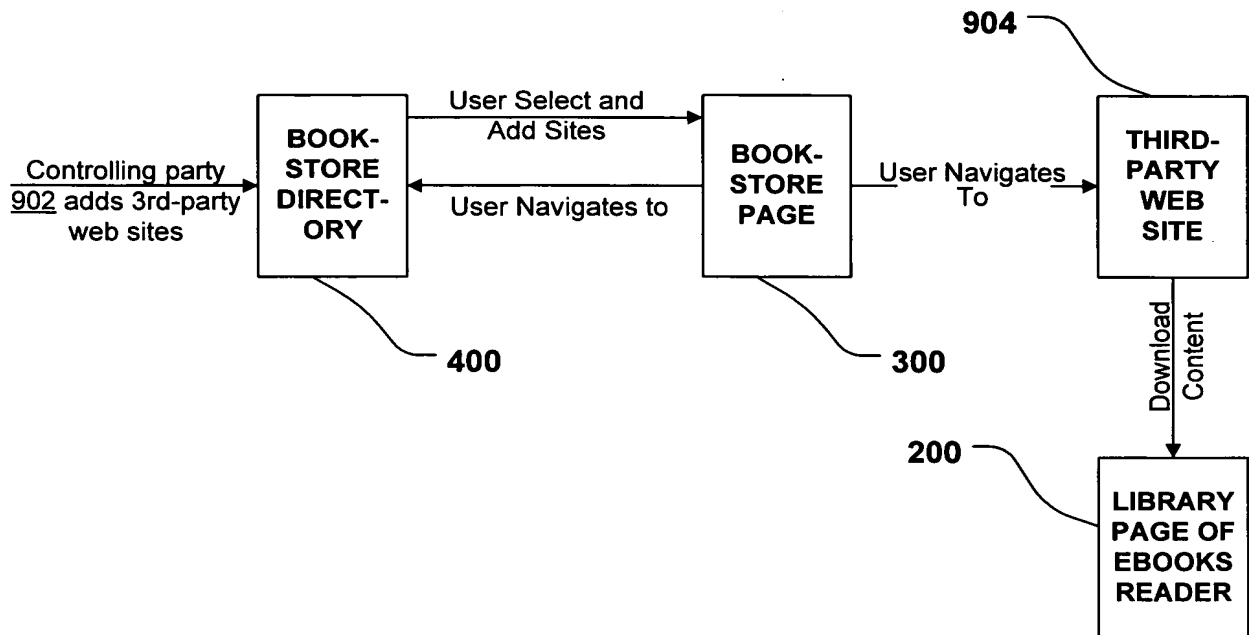 904
Controlling party
902 adds 3rd-party
web sites
BOOK-
STORE
DIRECT-
ORY
User Select and
Add Sites
User Navigates to
BOOK-
STORE
PAGE
User Navigates
To
THIRD-
PARTY
WEB
SITE
400
300
Download
Content
200
LIBRARY
PAGE OF
EBOOKS
READER